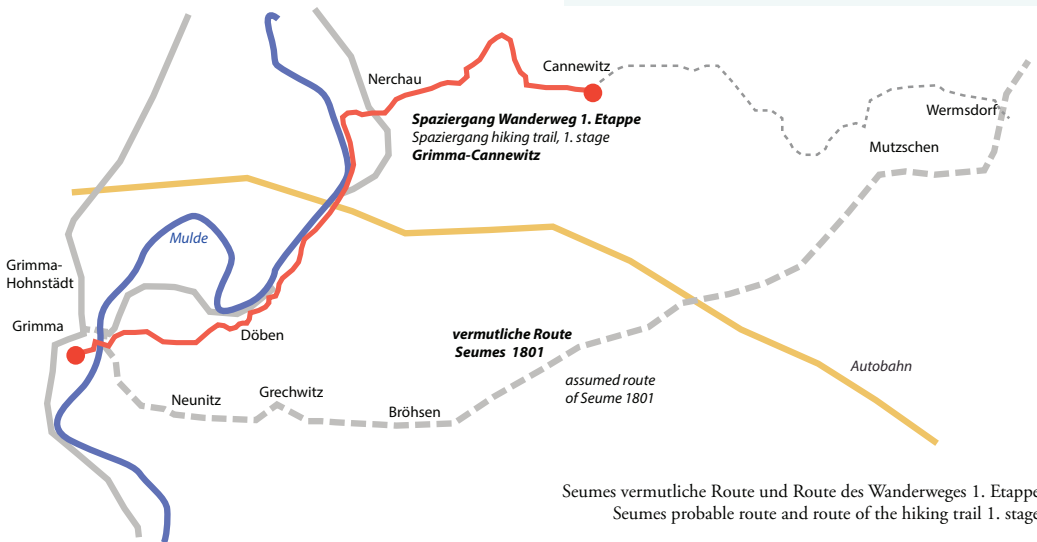 Cannewitz
Nerchau
Wermsdorf
Spaziergang Wanderweg 1. Etappe
Spaziergang hiking trail, 1. stage
Grimma-Cannewitz
Mutzschen
Mulde
Grimma-
Hohnstädt
Grimma
Döben
vermutliche Route
Seumes 1801
Autobahn
assumed route
of Seume 1801
Neunitz
Grechwitz
Bröhsen
Seumes vermutliche Route und Route des Wanderweges 1. Etappe
Seumes probable route and route of the hiking trail 1. stage